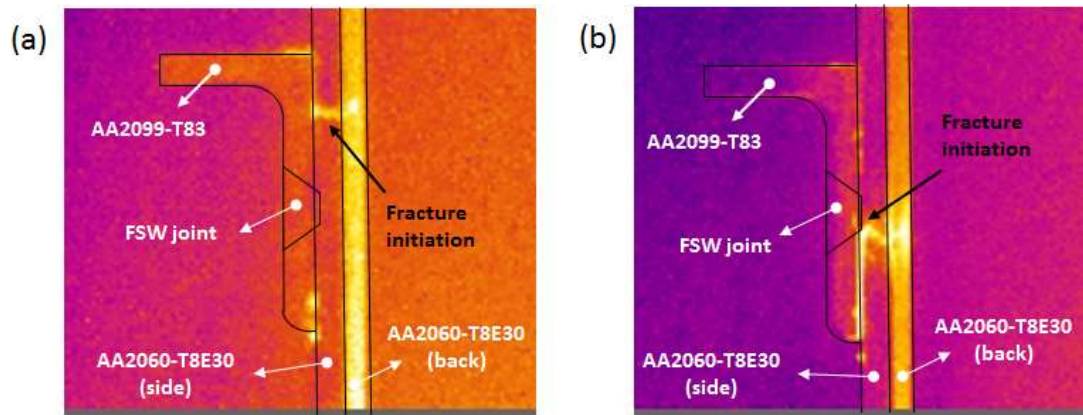 (a)
AA2099-T83
FSW joint
Fracture
initiation
AA2060-T8E30
(back)
AA2060-T8E30
(side)
(b)
AA2099-T83
Fracture
initiation
FSW joint
AA2060-T8E30
(back)
AA2060-T8E30
(side)